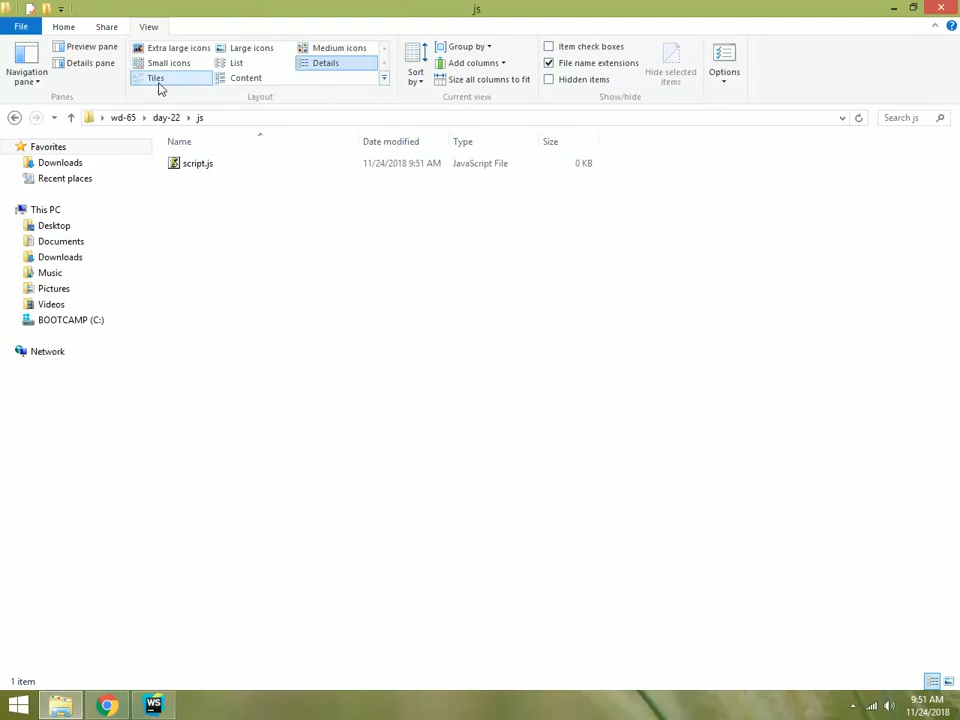 js
File Home Share View
Navigation pane
Preview pane
Details pane
Panes
Extra large icons Large icons Medium icons
Small icons List Details
Tiles Content
Layout
Sort by
Group by
Add columns
Size all columns to fit
Current view
Item check boxes
File name extensions
Hidden items
Hide selected items
Show/hide
Options
wd-65 day-22 js
Search js
Name Date modified Type Size
script.js 11/24/2018 9:51 AM JavaScript File 0 KB
Favorites
Downloads
Recent places
This PC
Desktop
Documents
Downloads
Music
Pictures
Videos
BOOTCAMP (C:)
Network
1 item
WS
9:51 AM
11/24/2018